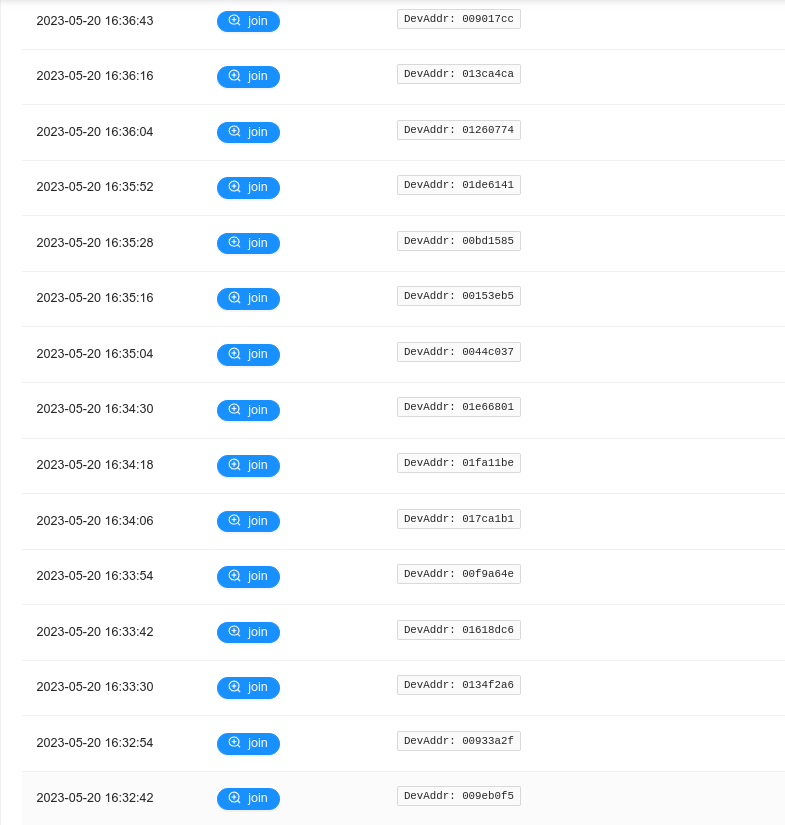 2023-05-20 16:36:43 join DevAddr: 009017cc
2023-05-20 16:36:16 join DevAddr: 013ca4ca
2023-05-20 16:36:04 join DevAddr: 01260774
2023-05-20 16:35:52 join DevAddr: 01de6141
2023-05-20 16:35:28 join DevAddr: 00bd1585
2023-05-20 16:35:16 join DevAddr: 00153eb5
2023-05-20 16:35:04 join DevAddr: 0044c037
2023-05-20 16:34:30 join DevAddr: 01e66801
2023-05-20 16:34:18 join DevAddr: 01fa11be
2023-05-20 16:34:06 join DevAddr: 017ca1b1
2023-05-20 16:33:54 join DevAddr: 00f9a64e
2023-05-20 16:33:42 join DevAddr: 01618dc6
2023-05-20 16:33:30 join DevAddr: 0134f2a6
2023-05-20 16:32:54 join DevAddr: 00933a2f
2023-05-20 16:32:42 join DevAddr: 009eb0f5